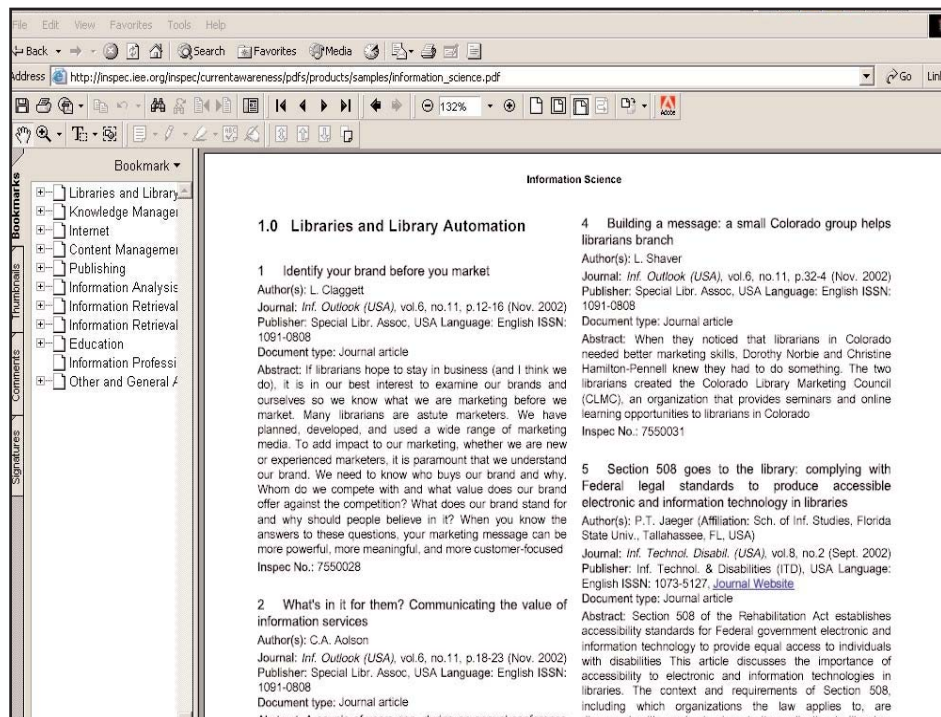 File Edit View Favorites Tools Help
Back Search Favorites Media
Address http://inspec.iee.org/inspec/currentawareness/pdfs/products/samples/information_science.pdf Go
132% Adobe
Bookmarks
Thumbnails
Comments
Signatures
Bookmark
Libraries and Library
Knowledge
Internet
Content
Publishing
Information Analysis
Information Retrieval
Information Retrieval
Education
Information
Other and General
Information Science
1.0 Libraries and Library Automation
1 Identify your brand before you market
Author(s): L. Claggett
Journal: Inf. Outlook (USA), vol.6, no.11, p.12-16 (Nov. 2002)
Publisher: Special Libr. Assoc, USA Language: English ISSN:
1091-0808
Document type: Journal article
Abstract: If librarians hope to stay in business (and I think we
do), it is in our best interest to examine our brands and
ourselves so we know what we are marketing before we
market. Many librarians are astute marketers. We have
planned, developed, and used a wide range of marketing
media. To add impact to our marketing, whether we are new
or experienced marketers, it is paramount that we understand
our brand. We need to know who buys our brand and why.
Whom do we compete with and what value does our brand
offer against the competition? What does our brand stand for
and why should people believe in it? When you know the
answers to these questions, your marketing message can be
more powerful, more meaningful, and more customer-focused
Inspec No.: 7550028
2 What's in it for them? Communicating the value of
information services
Author(s): C.A. Aolson
Journal: Inf. Outlook (USA), vol.6, no.11, p.18-23 (Nov. 2002)
Publisher: Special Libr. Assoc, USA Language: English ISSN:
1091-0808
Document type: Journal article
4 Building a message: a small Colorado group helps
librarians branch
Author(s): L. Shaver
Journal: Inf. Outlook (USA), vol.6, no.11, p.32-4 (Nov. 2002)
Publisher: Special Libr. Assoc, USA Language: English ISSN:
1091-0808
Document type: Journal article
Abstract: When they noticed that librarians in Colorado
needed better marketing skills, Dorothy Norbie and Christine
Hamilton-Pennell knew they had to do something. The two
librarians created the Colorado Library Marketing Council
(CLMC), an organization that provides seminars and online
learning opportunities to librarians in Colorado
Inspec No.: 7550031
5 Section 508 goes to the library: complying with
Federal legal standards to produce accessible
electronic and information technology in libraries
Author(s): P.T. Jaeger (Affiliation: Sch. of Inf. Studies, Florida
State Univ., Tallahassee, FL, USA)
Journal: Inf. Technol. Disabil. (USA), vol.8, no.2 (Sept. 2002)
Publisher: Inf. Technol. & Disabilities (ITD), USA Language:
English ISSN: 1073-5127, Journal Website
Document type: Journal article
Abstract: Section 508 of the Rehabilitation Act establishes
accessibility standards for Federal government electronic and
information technology to provide equal access to individuals
with disabilities This article discusses the importance of
accessibility to electronic and information technologies in
libraries. The context and requirements of Section 508,
including which organizations the law applies to, are